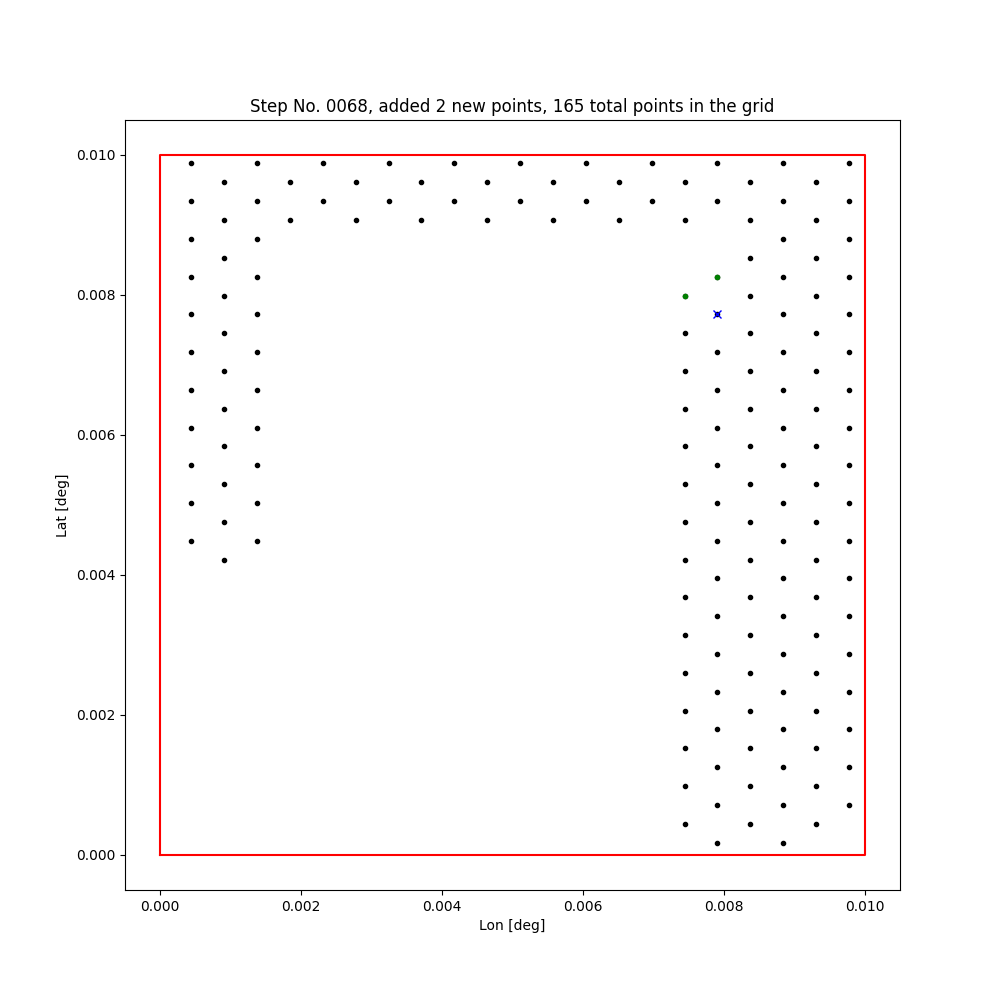 Step No. 0068, added 2 new points, 165 total points in the grid
0.010
0.008
0.006
0.004
0.002
0.000
Lat [deg]
0.000 0.002 0.004 0.006 0.008 0.010
Lon [deg]